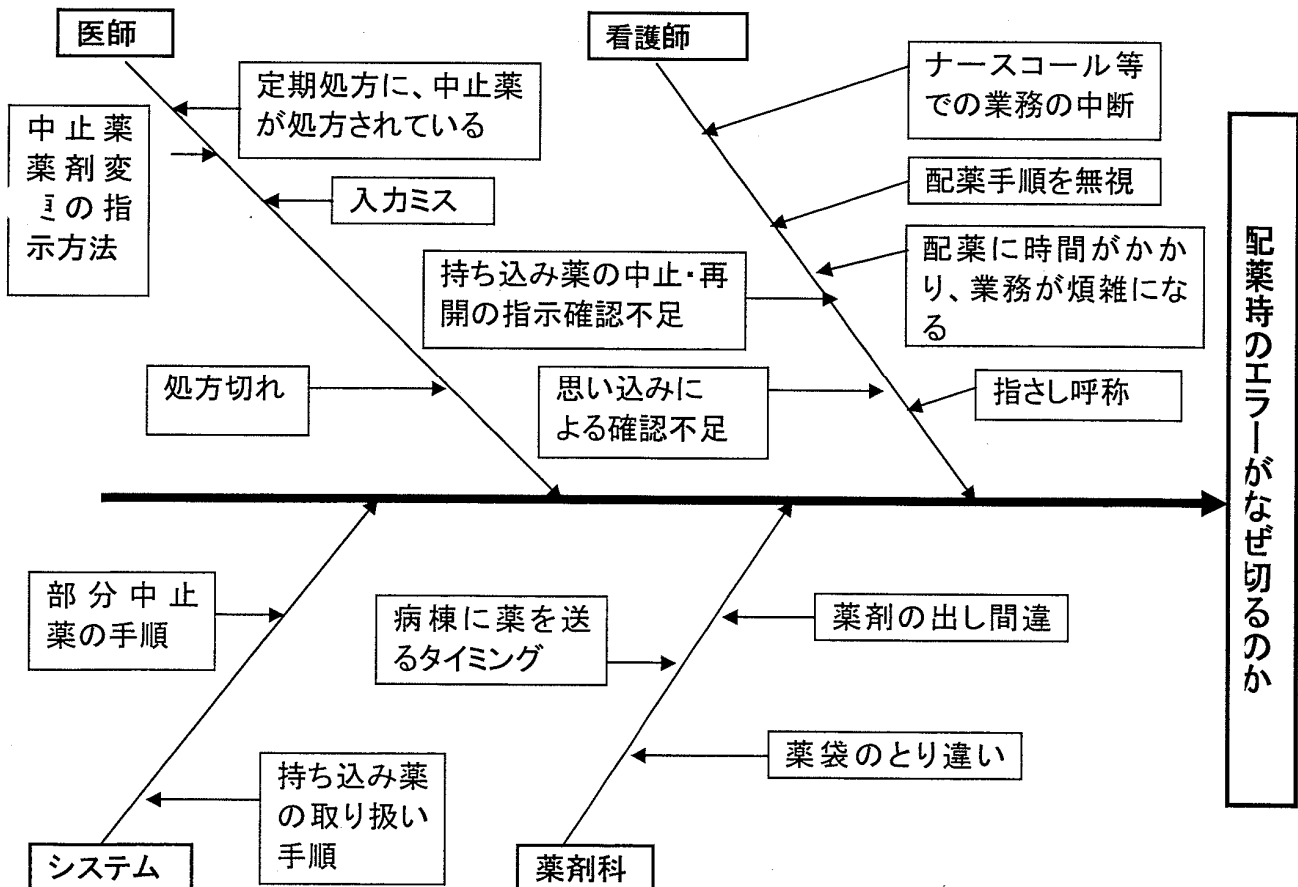 医師
定期処方に、中止薬
が処方されている
中止薬
薬剤変
の指
示方法
入力ミス
処方切れ
看護師
ナースコール等
での業務の中断
配薬手順を無視
配薬に時間がかか
り、業務が煩雑にな
る
持ち込み薬の中止・再
開の指示確認不足
思い込みに
よる確認不足
指さし呼称
配薬時のエラーがなぜ切るのか
部分中止
薬の手順
持ち込み薬
の取り扱い
手順
システム
病棟に薬を送
るタイミング
薬剤の出し間違
薬袋のとり違い
薬剤科